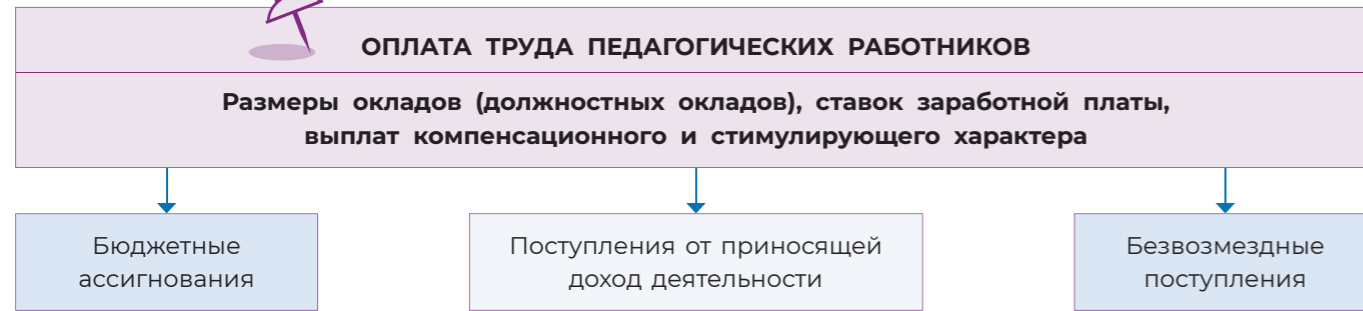 ОПЛАТА ТРУДА ПЕДАГОГИЧЕСКИХ РАБОТНИКОВ
Размеры окладов (должностных окладов), ставок заработной платы,
выплат компенсационного и стимулирующего характера
Бюджетные
ассигнования
Поступления от приносящей
доход деятельности
Безвозмездные
поступления